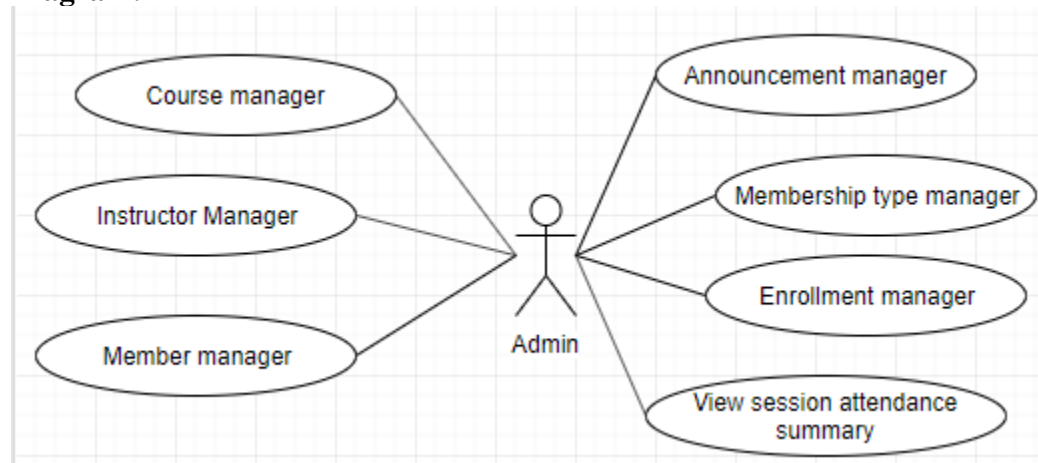 Course manager
Instructor Manager
Member manager
Admin
Announcement manager
Membership type manager
Enrollment manager
View session attendance
summary